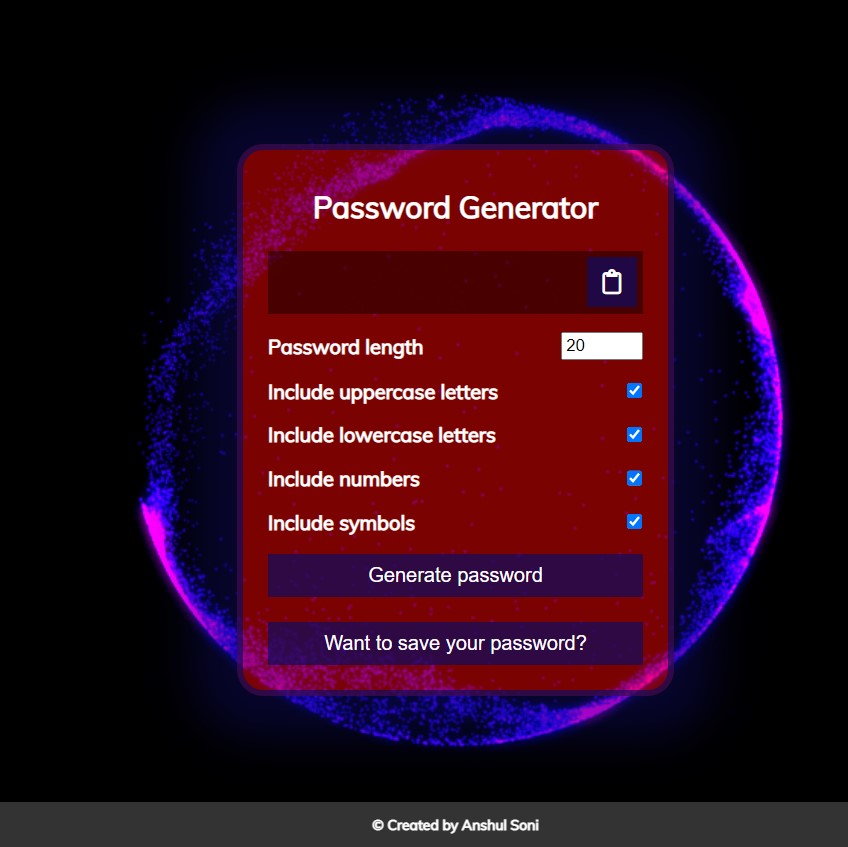 Password Generator
Password length 20
Include uppercase letters
Include lowercase letters
Include numbers
Include symbols
Generate password
Want to save your password?
© Created by Anshul Soni